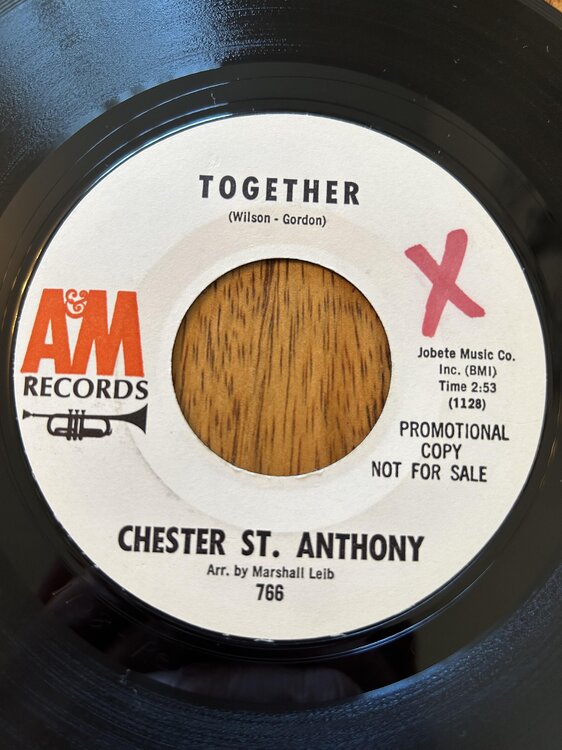 TOGETHER
(Wilson - Gordon)
X
A&M
RECORDS
Jobete Music Co.
Inc. (BMI)
Time 2:53
(1128)
PROMOTIONAL
COPY
NOT FOR SALE
CHESTER ST. ANTHONY
Arr. by Marshall Leib
766